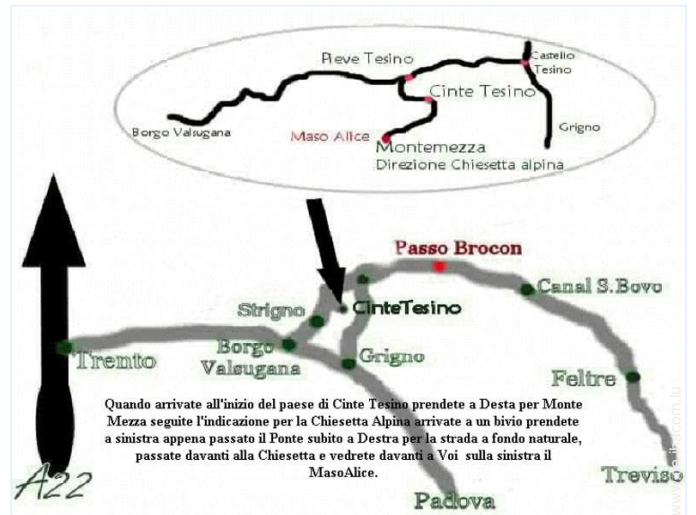 Pieve Tesino
Castello
Tesino
Cinte Tesino
Borgo Valsugana
Maso Alice
Grigno
Montemezza
Direzione Chiesetta alpina
Passo Brocon
Canal S.Bovo
Strigno
CinteTesino
Trento
Borgo
Valsugana
Grigno
Feltre
Quando arrivate all'inizio del paese di Cinte Tesino prendete a Desta per Monte
Mezza seguite l'indicazione per la Chiesetta Alpina arrivate a un bivio prendete
a sinistra appena passato il Ponte subito a Destra per la strada a fondo naturale,
passate davanti alla Chiesetta e vedrete davanti a Voi sulla sinistra il
MasoAlice.
A22
Treviso
Padova